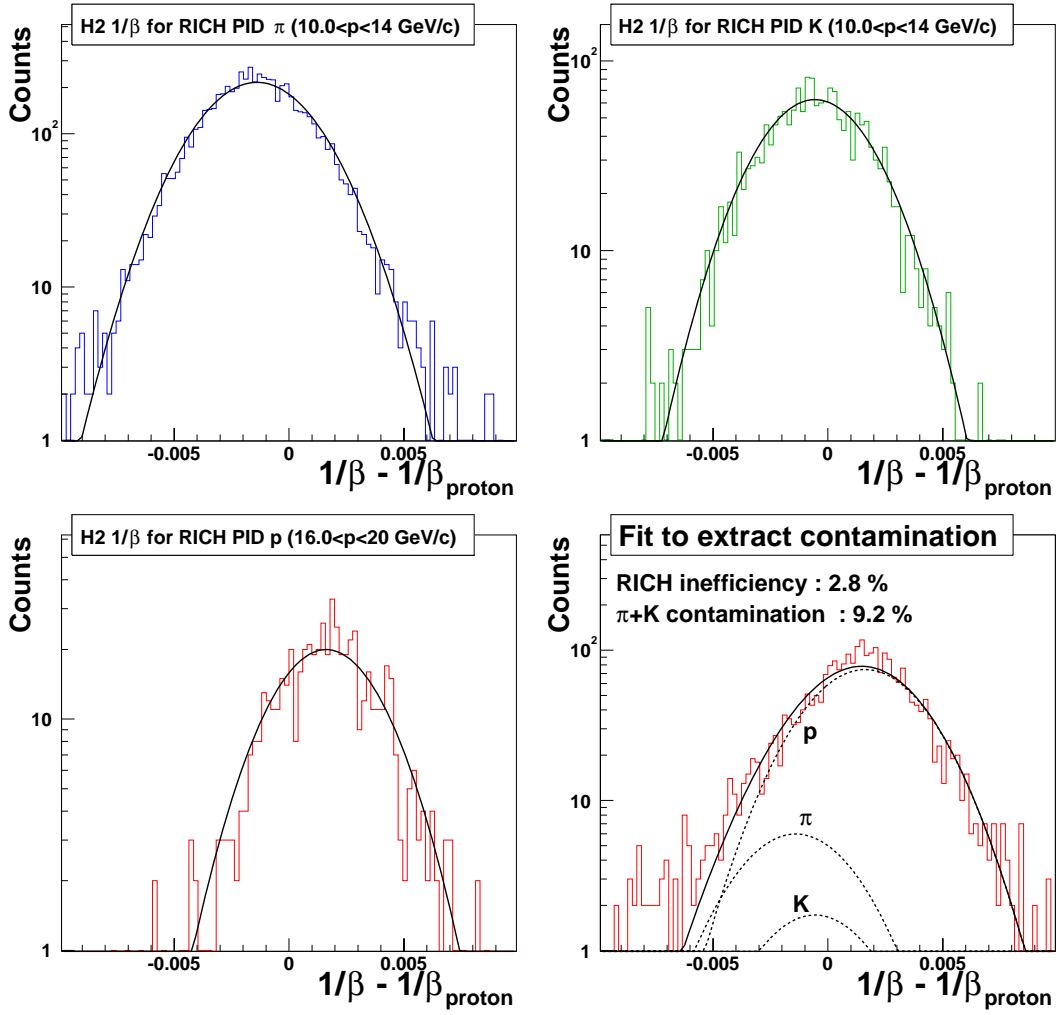 H2 1/β for RICH PID π (10.0<p<14 GeV/c)
Counts
10²
10
1
-0.005 0 0.005
1/β - 1/βproton
H2 1/β for RICH PID K (10.0<p<14 GeV/c)
Counts
10²
10
1
-0.005 0 0.005
1/β - 1/βproton
H2 1/β for RICH PID p (16.0<p<20 GeV/c)
Counts
10
1
-0.005 0 0.005
1/β - 1/βproton
Fit to extract contamination
RICH inefficiency : 2.8 %
π+K contamination : 9.2 %
Counts
10²
p
10
π
K
1
-0.005 0 0.005
1/β - 1/βproton